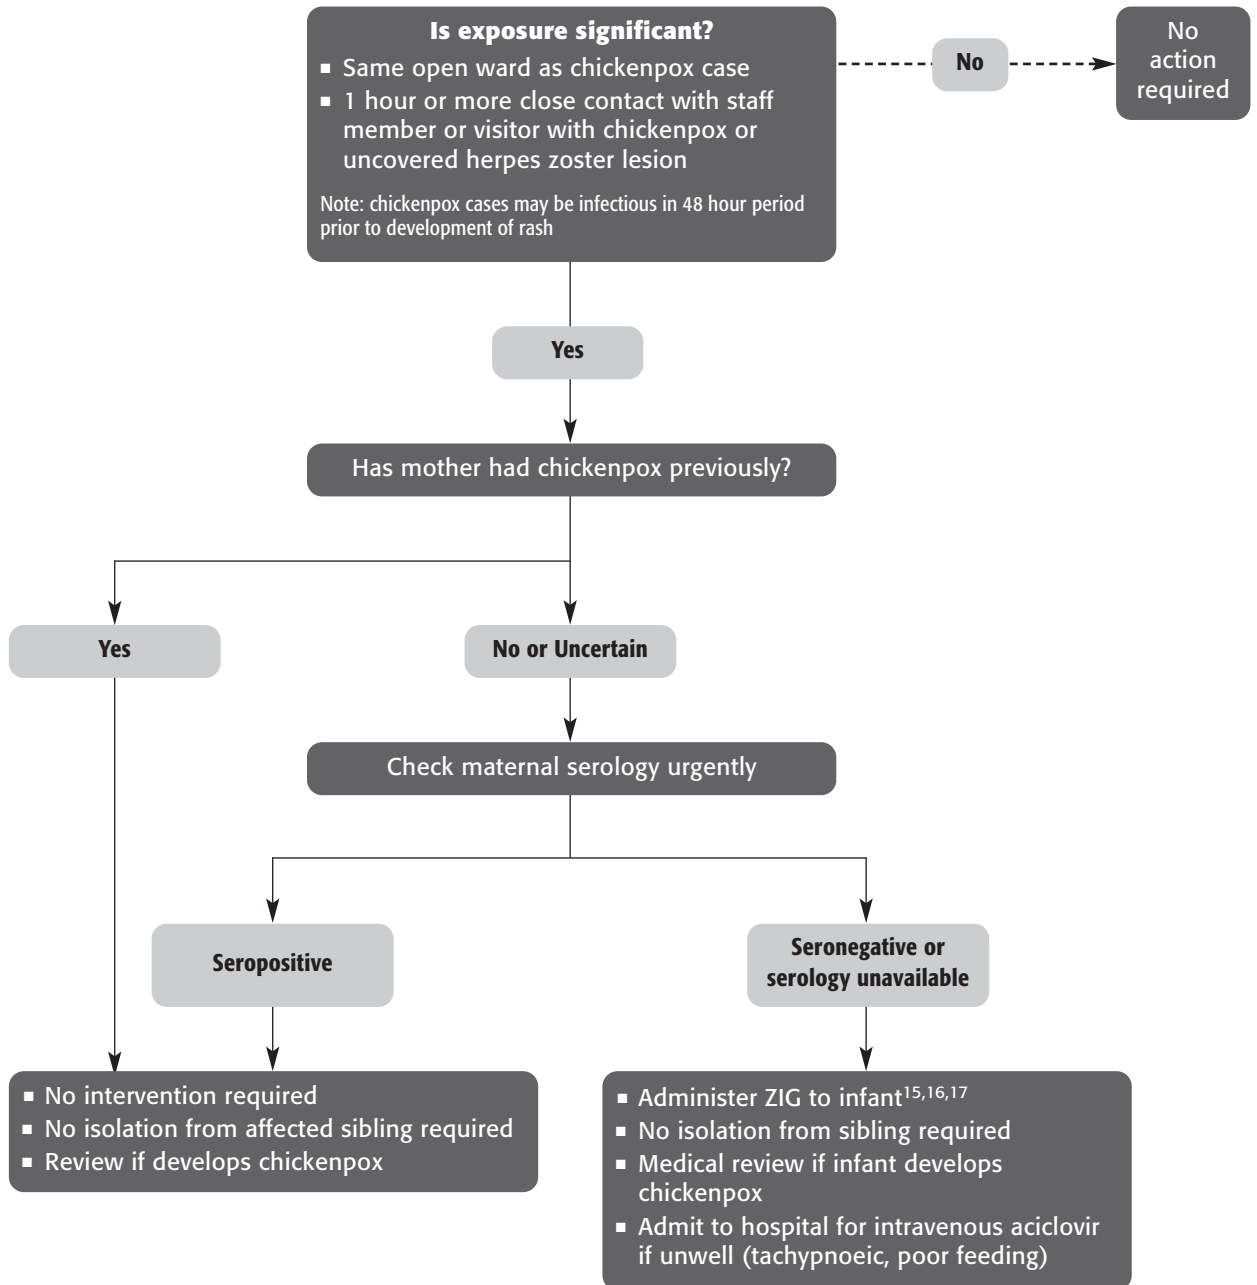 Is exposure significant?
▪ Same open ward as chickenpox case
▪ 1 hour or more close contact with staff
member or visitor with chickenpox or
uncovered herpes zoster lesion
Note: chickenpox cases may be infectious in 48 hour period
prior to development of rash
No
No
action
required
Yes
Has mother had chickenpox previously?
Yes
No or Uncertain
Check maternal serology urgently
Seropositive
Seronegative or
serology unavailable
▪ No intervention required
▪ No isolation from affected sibling required
▪ Review if develops chickenpox
▪ Administer ZIG to infant15,16,17
▪ No isolation from sibling required
▪ Medical review if infant develops
chickenpox
▪ Admit to hospital for intravenous aciclovir
if unwell (tachypnoeic, poor feeding)